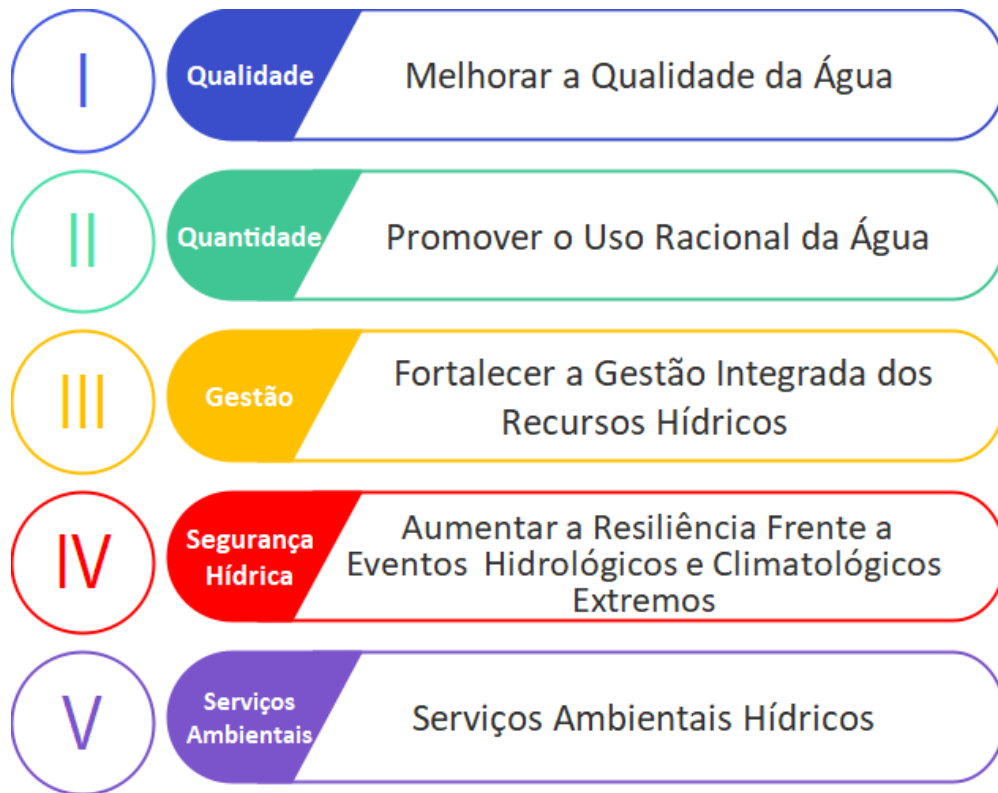 I
Qualidade
Melhorar a Qualidade da Água
II
Quantidade
Promover o Uso Racional da Água
III
Gestão
Fortalecer a Gestão Integrada dos
Recursos Hídricos
IV
Segurança
Hídrica
Aumentar a Resiliência Frente a
Eventos Hidrológicos e Climatológicos
Extremos
V
Serviços
Ambientais
Serviços Ambientais Hídricos